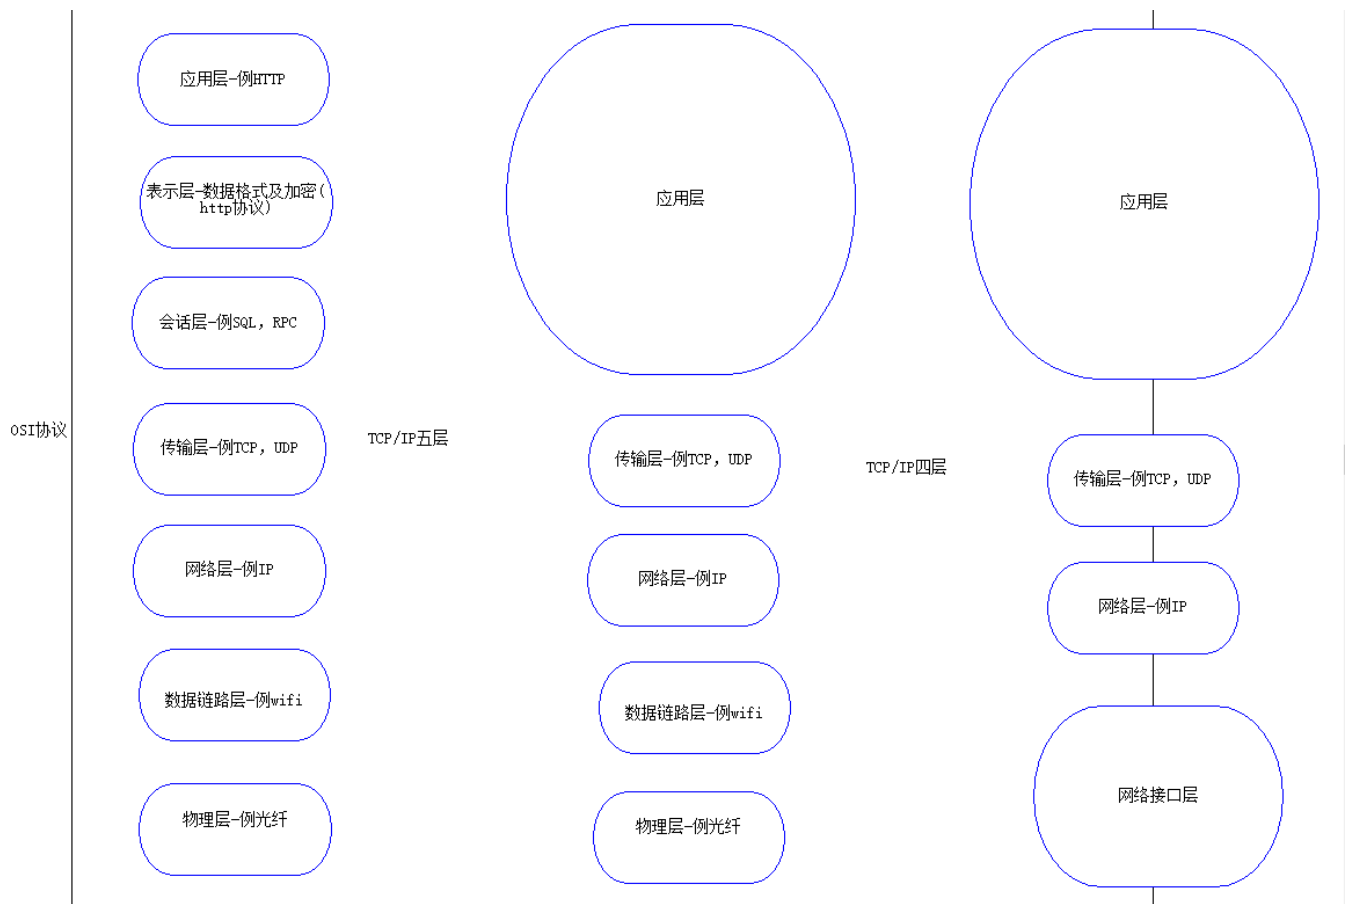 OSI协议
应用层-例HTTP
表示层-数据格式及加密(
http协议)
会话层-例SQL, RPC
传输层-例TCP, UDP
网络层-例IP
数据链路层-例wifi
物理层-例光纤
TCP/IP五层
应用层
传输层-例TCP, UDP
网络层-例IP
数据链路层-例wifi
物理层-例光纤
TCP/IP四层
应用层
传输层-例TCP, UDP
网络层-例IP
网络接口层